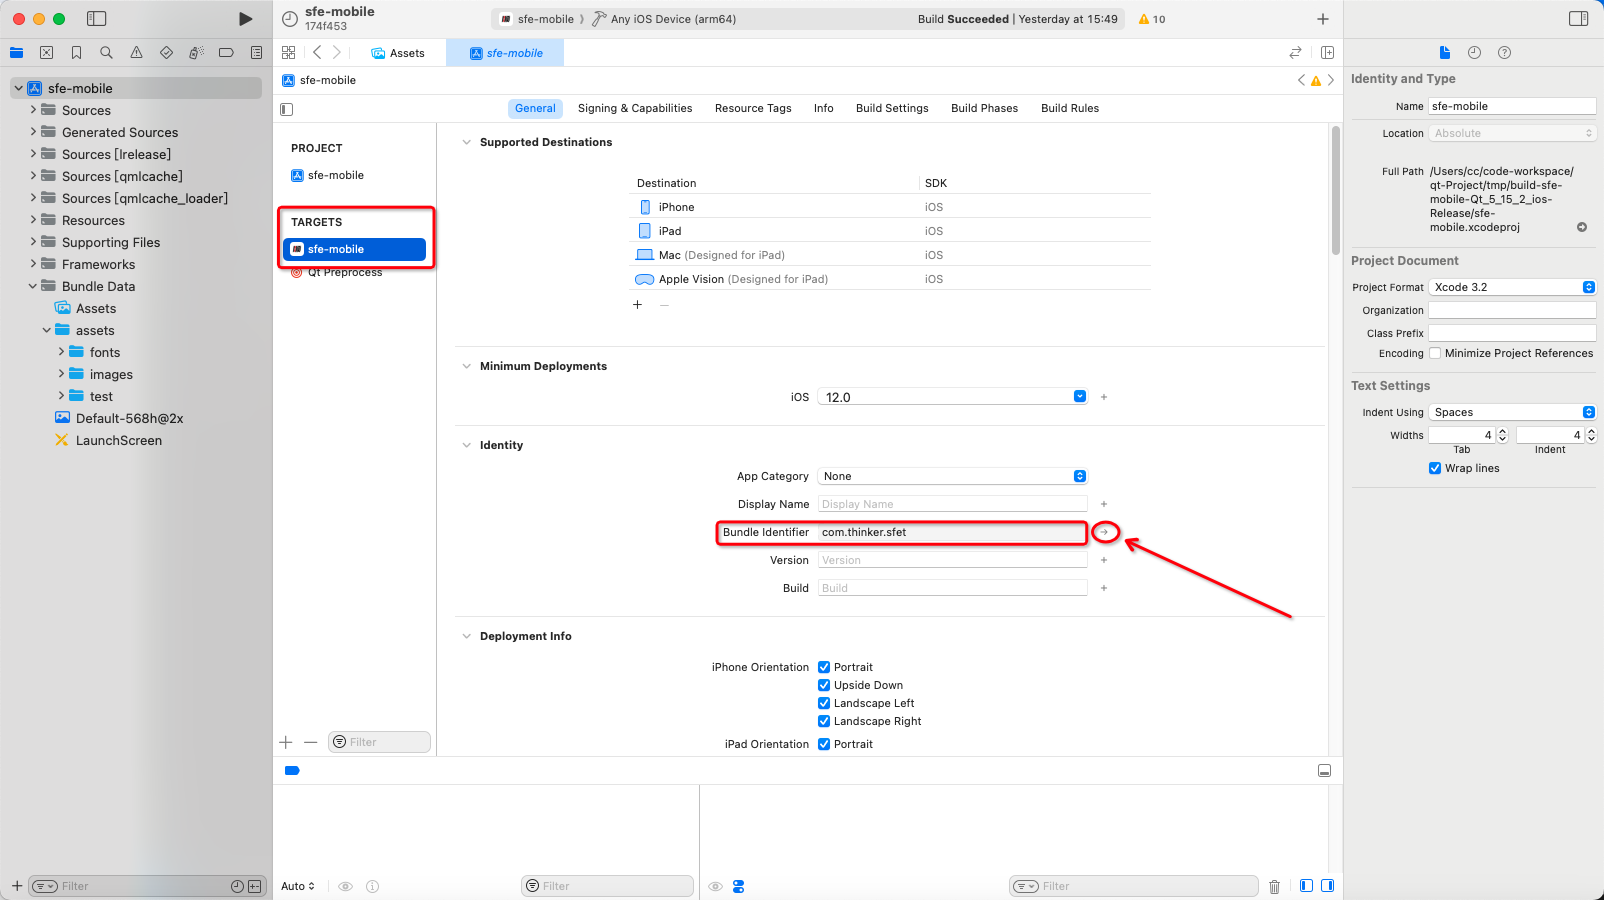 sfe-mobile
174f453
sfe-mobile
Any iOS Device (arm64)
Build Succeeded | Yesterday at 15:49
10
Assets
sfe-mobile
sfe-mobile
General
Signing & Capabilities
Resource Tags
Info
Build Settings
Build Phases
Build Rules
sfe-mobile
Sources
Generated Sources
Sources [lrelease]
Sources [qmlcache]
Sources [qmlcache_loader]
Resources
Supporting Files
Frameworks
Bundle Data
Assets
assets
fonts
images
test
Default-568h@2x
LaunchScreen
Filter
PROJECT
sfe-mobile
TARGETS
sfe-mobile
Qt Preprocess
Filter
Supported Destinations
Destination
SDK
iPhone
iOS
iPad
iOS
Mac (Designed for iPad)
iOS
Apple Vision (Designed for iPad)
iOS
Minimum Deployments
iOS
12.0
Identity
App Category
None
Display Name
Display Name
Bundle Identifier
com.thinker.sfet
Version
Version
Build
Build
Deployment Info
iPhone Orientation
Portrait
Upside Down
Landscape Left
Landscape Right
iPad Orientation
Portrait
Auto
Filter
Filter
Identity and Type
Name
sfe-mobile
Location
Absolute
Full Path
/Users/cc/code-workspace/
qt-Project/tmp/build-sfe-
mobile-Qt_5_15_2_ios-
Release/sfe-
mobile.xcodeproj
Project Document
Project Format
Xcode 3.2
Organization
Class Prefix
Encoding
Minimize Project References
Text Settings
Indent Using
Spaces
Widths
4
4
Tab
Indent
Wrap lines